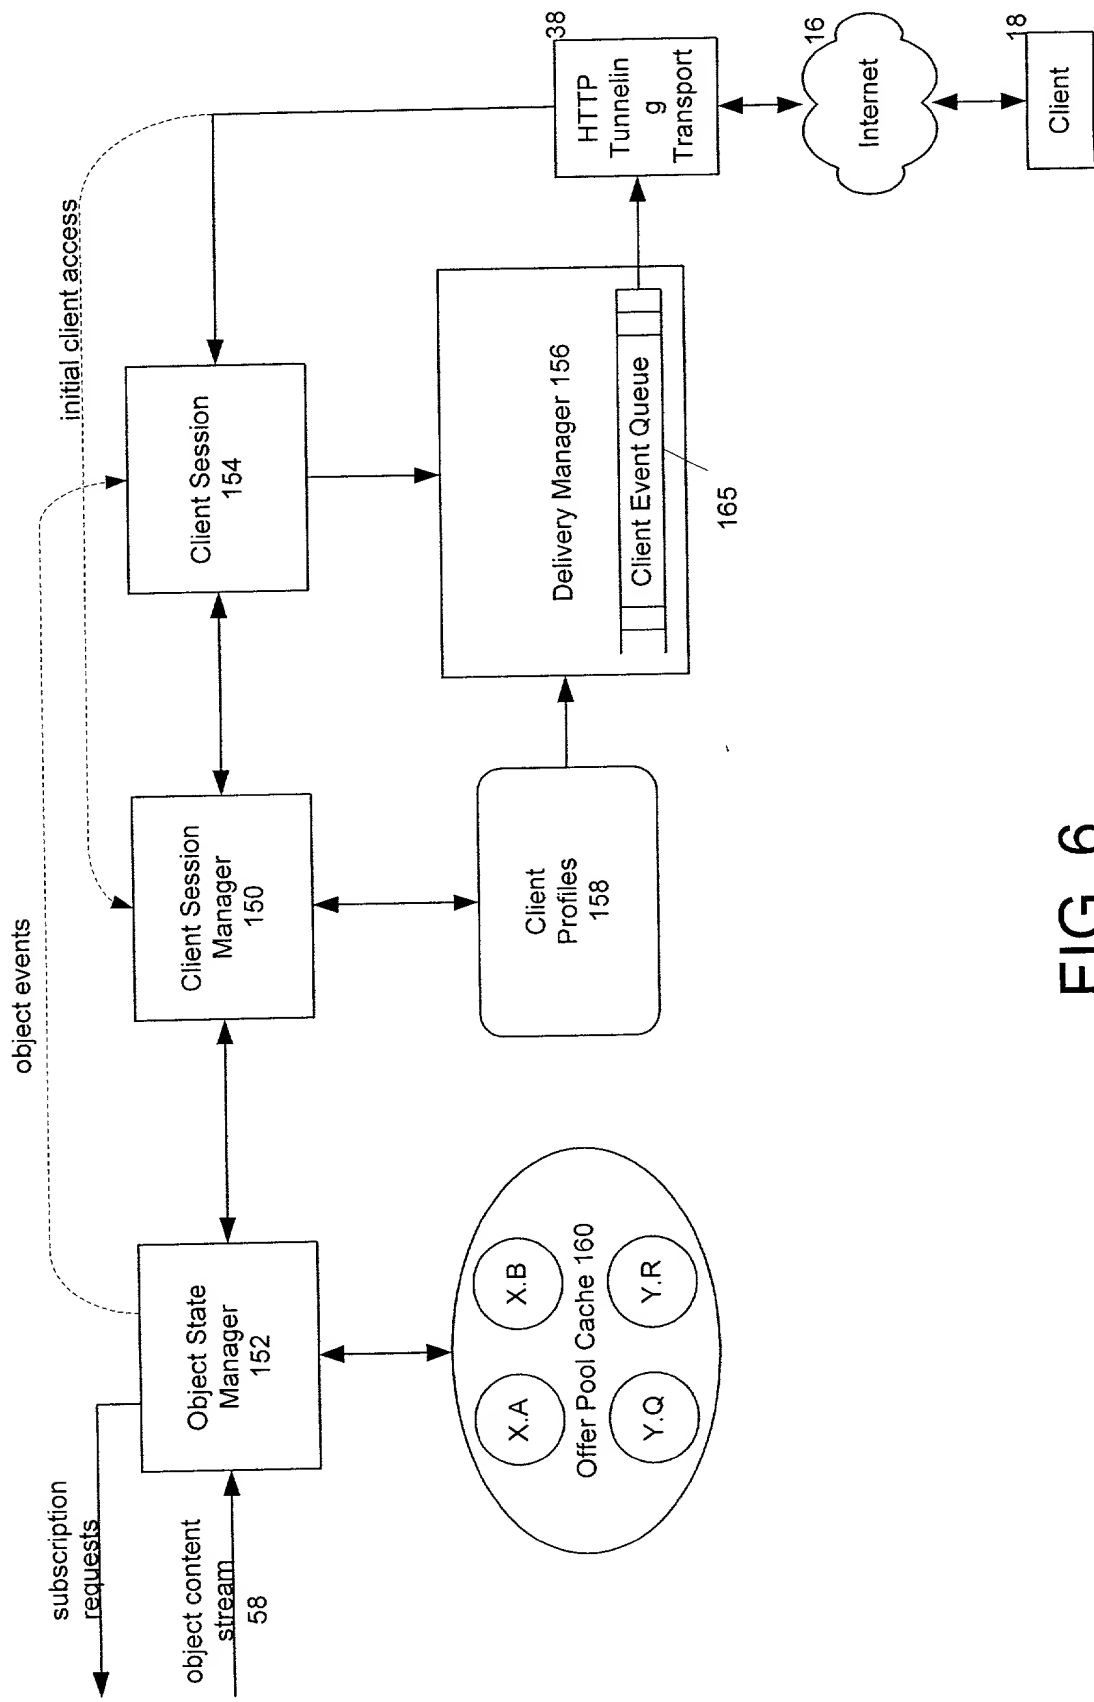 object events
initial client access
subscription
requests
object content
stream
58
Object State
Manager
152
Client Session
Manager
150
Client Session
154
38
HTTP
Tunnelin
g
Transport
16
Internet
18
Client
X.A
X.B
Offer Pool Cache 160
Y.Q
Y.R
Client
Profiles
158
Delivery Manager 156
Client Event Queue
165
FIG 6